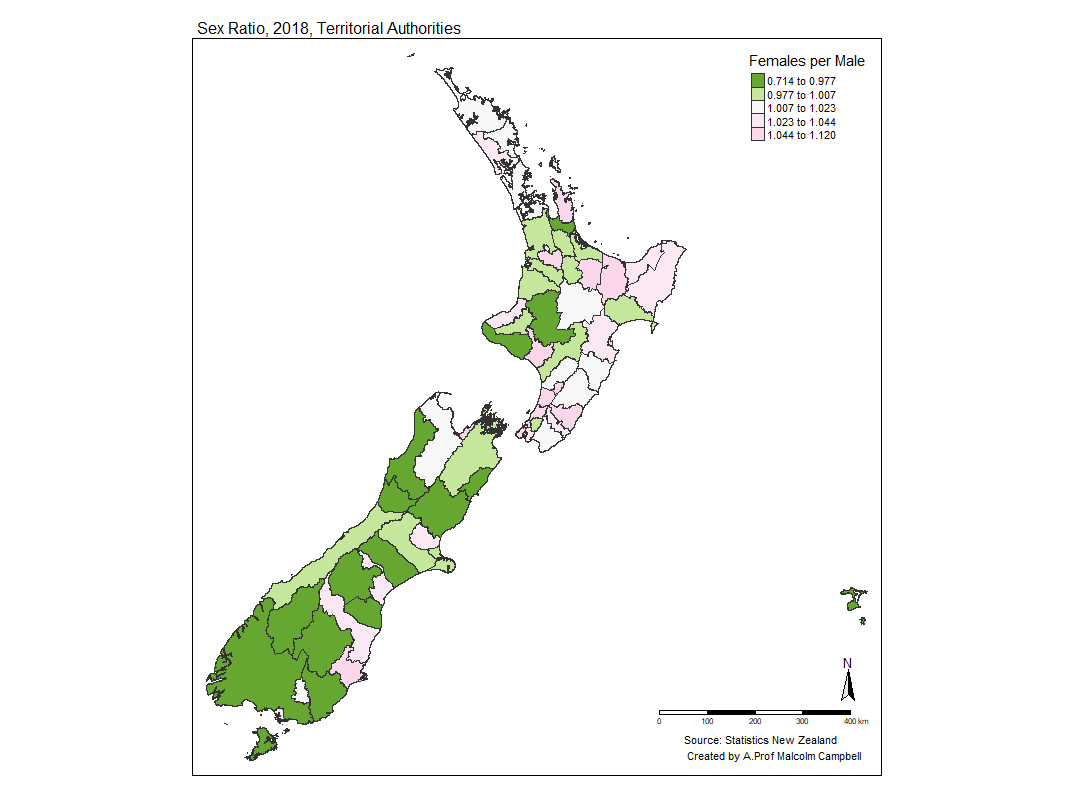 Sex Ratio, 2018, Territorial Authorities
Females per Male
0.714 to 0.977
0.977 to 1.007
1.007 to 1.023
1.023 to 1.044
1.044 to 1.120
N
0 100 200 300 400 km
Source: Statistics New Zealand
Created by A.Prof Malcolm Campbell